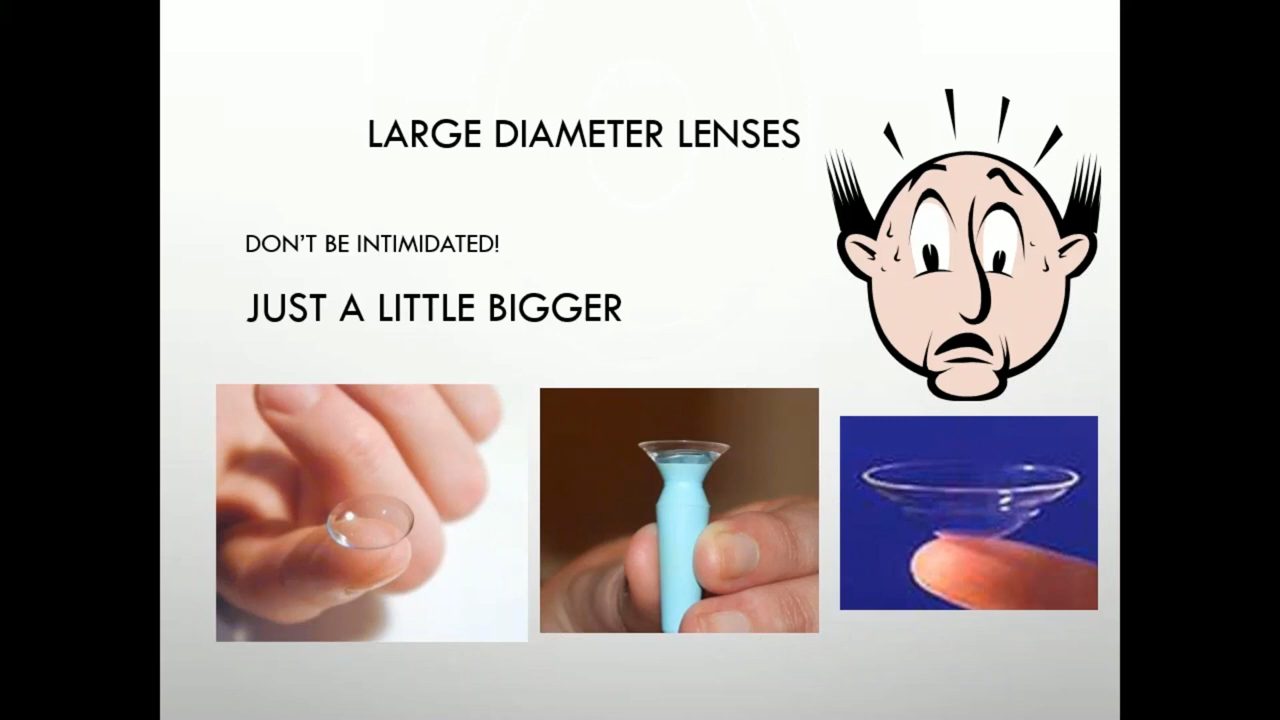 LARGE DIAMETER LENSES
DON'T BE INTIMIDATED!
JUST A LITTLE BIGGER